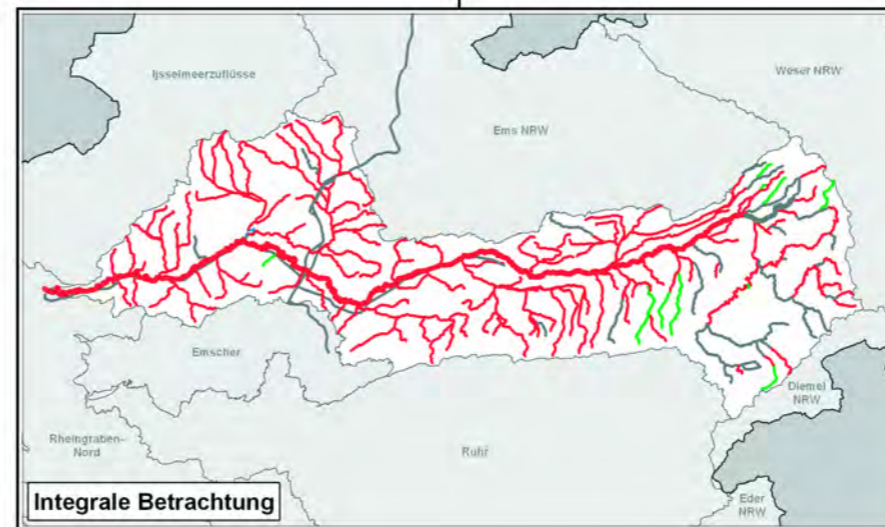 Ijsselmeerzuflüsse
Weser NRW
Ems NRW
Emscher
Diemel
NRW
Rheingraben-
Nord
Ruhr
Eder
NRW
Integrale Betrachtung